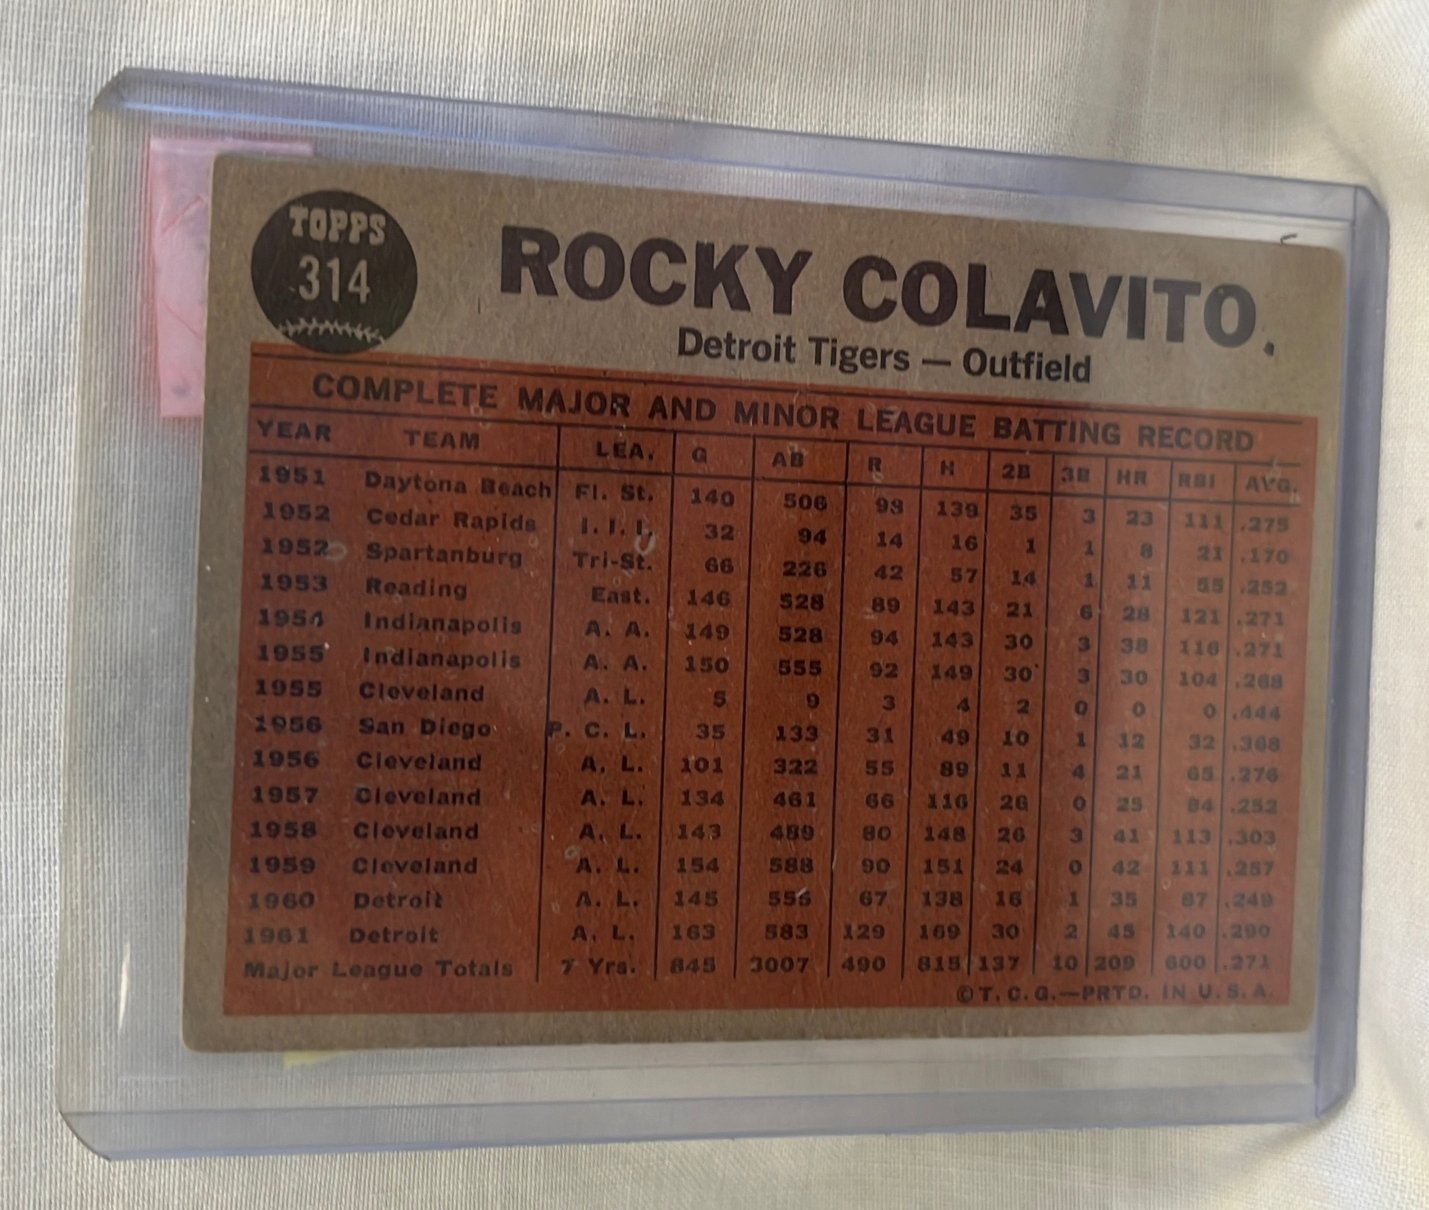 TOPPS
314
ROCKY COLAVITO.
Detroit Tigers — Outfield
COMPLETE MAJOR AND MINOR LEAGUE BATTING RECORD
YEAR TEAM LEA. G AB R H 2B 3B HR RBI AVG.
1951 Daytona Beach Fl. St. 140 506 98 139 35 3 23 111 .275
1952 Cedar Rapids I. I. I. 32 94 14 16 1 1 8 21 .170
1952 Spartanburg Tri-St. 66 226 42 57 14 1 11 55 .252
1953 Reading East. 146 528 89 143 21 6 28 121 .271
1954 Indianapolis A. A. 149 528 94 143 30 3 38 116 .271
1955 Indianapolis A. A. 150 555 92 149 30 3 30 104 .268
1955 Cleveland A. L. 5 9 3 4 2 0 0 0 .444
1956 San Diego P. C. L. 35 133 31 49 10 1 12 32 .368
1956 Cleveland A. L. 101 322 55 89 11 4 21 65 .276
1957 Cleveland A. L. 134 461 66 116 26 0 25 84 .252
1958 Cleveland A. L. 143 489 80 148 26 3 41 113 .303
1959 Cleveland A. L. 154 588 90 151 24 0 42 111 .257
1960 Detroit A. L. 145 555 67 138 16 1 35 87 .249
1961 Detroit A. L. 163 583 129 169 30 2 45 140 .290
Major League Totals 7 Yrs. 845 3007 490 815 137 10 209 600 .271
©T. C. G.—PRTD. IN U. S. A.